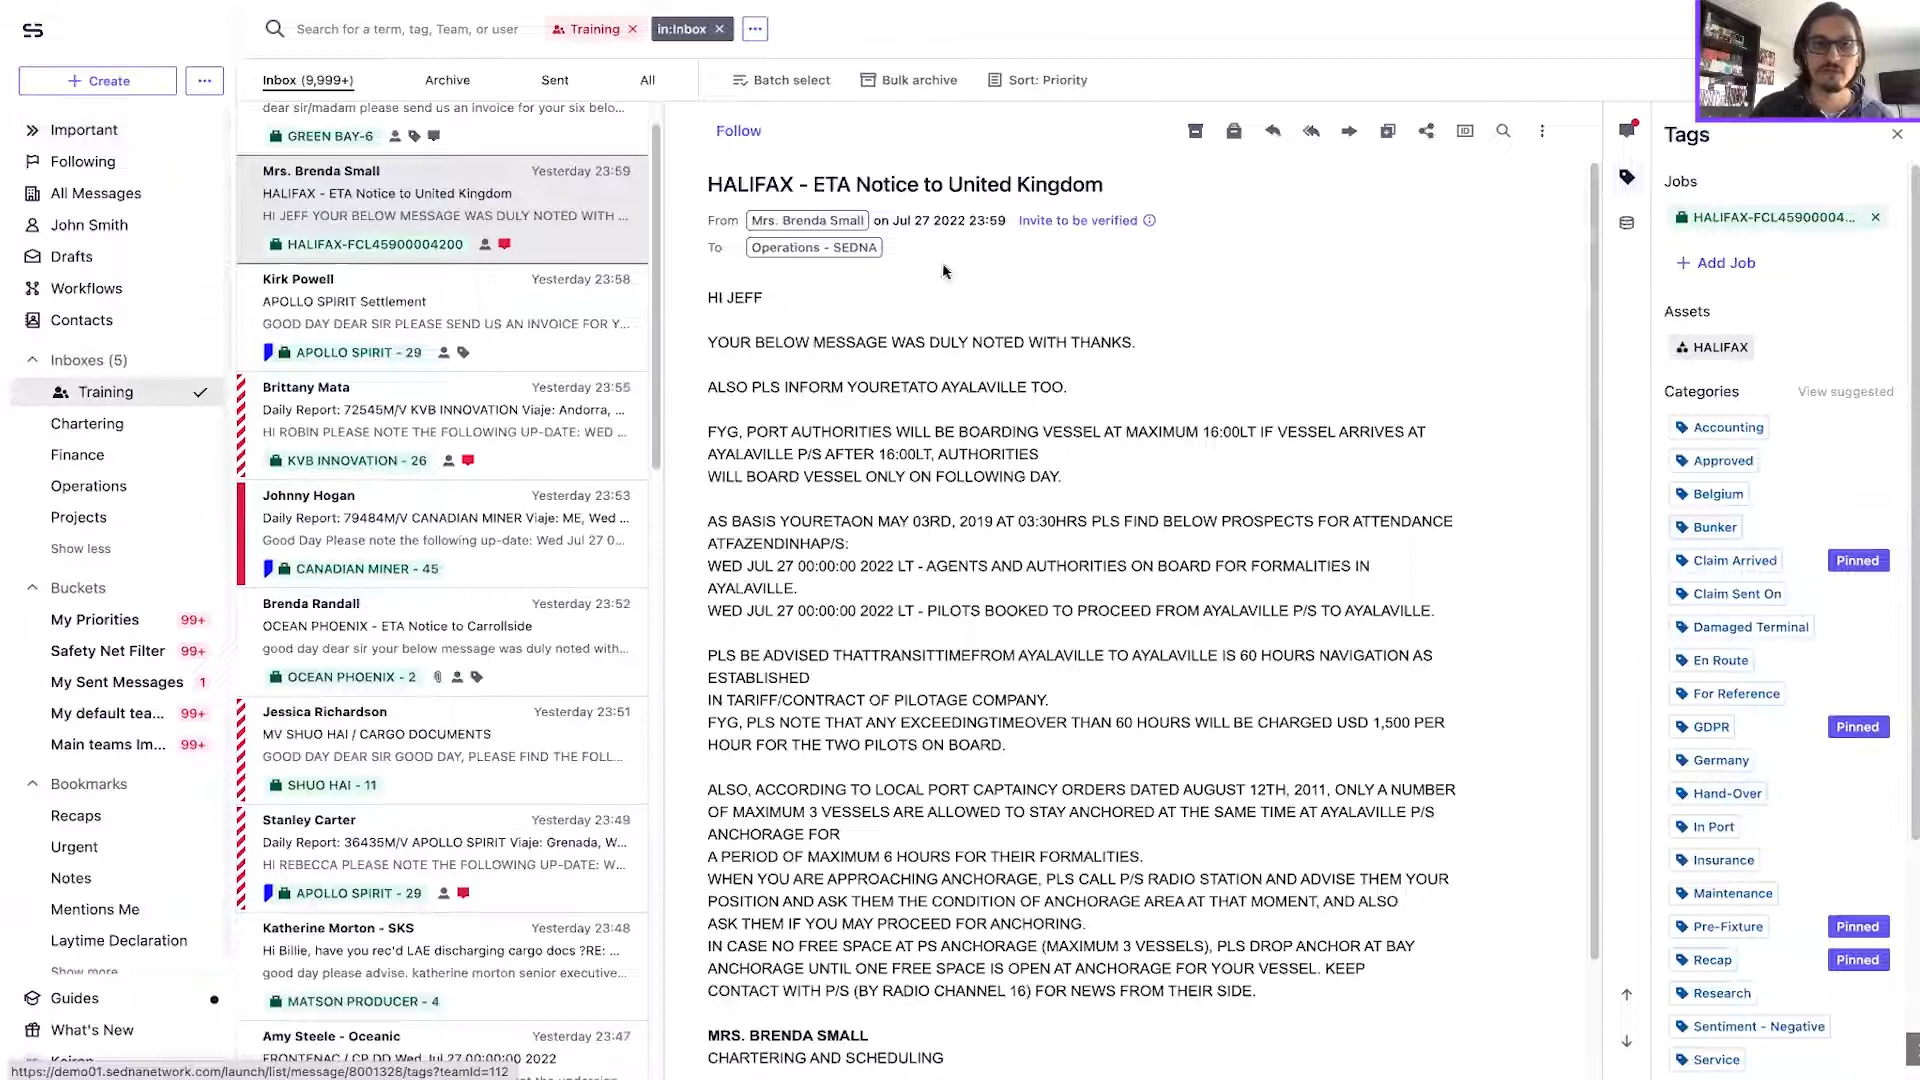 Search for a term, tag, Team, or user
Training
in:Inbox
Create
Inbox (9,999+)
Archive
Sent
All
Batch select
Bulk archive
Sort: Priority
Important
Following
All Messages
John Smith
Drafts
Workflows
Contacts
Inboxes (5)
Training
Chartering
Finance
Operations
Projects
Show less
Buckets
My Priorities 99+
Safety Net Filter 99+
My Sent Messages 1
My default tea... 99+
Main teams Im... 99+
Bookmarks
Recaps
Urgent
Notes
Mentions Me
Laytime Declaration
Show more
Guides
What's New
https://demo01.sednanetwork.com/launch/list/message/8001328/tags?teamId=112
dear sir/madam please send us an invoice for your six belo...
GREEN BAY-6
Mrs. Brenda Small Yesterday 23:59
HALIFAX - ETA Notice to United Kingdom
HI JEFF YOUR BELOW MESSAGE WAS DULY NOTED WITH ...
HALIFAX-FCL45900004200
Kirk Powell Yesterday 23:58
APOLLO SPIRIT Settlement
GOOD DAY DEAR SIR PLEASE SEND US AN INVOICE FOR Y...
APOLLO SPIRIT - 29
Brittany Mata Yesterday 23:55
Daily Report: 72545M/V KVB INNOVATION Viaje: Andorra, ...
HI ROBIN PLEASE NOTE THE FOLLOWING UP-DATE: WED ...
KVB INNOVATION - 26
Johnny Hogan Yesterday 23:53
Daily Report: 79484M/V CANADIAN MINER Viaje: ME, Wed ...
Good Day Please note the following up-date: Wed Jul 27 0...
CANADIAN MINER - 45
Brenda Randall Yesterday 23:52
OCEAN PHOENIX - ETA Notice to Carrollside
good day dear sir your below message was duly noted with...
OCEAN PHOENIX - 2
Jessica Richardson Yesterday 23:51
MV SHUO HAI / CARGO DOCUMENTS
GOOD DAY DEAR SIR GOOD DAY, PLEASE FIND THE FOLL...
SHUO HAI - 11
Stanley Carter Yesterday 23:49
Daily Report: 36435M/V APOLLO SPIRIT Viaje: Grenada, W...
HI REBECCA PLEASE NOTE THE FOLLOWING UP-DATE: W...
APOLLO SPIRIT - 29
Katherine Morton - SKS Yesterday 23:48
Hi Billie, have you rec'd LAE discharging cargo docs ?RE: ...
good day please advise. katherine morton senior executive...
MATSON PRODUCER - 4
Amy Steele - Oceanic Yesterday 23:47
FRONTENAC / CP DD Wed Jul 27 00:00:00 2022
Follow
HALIFAX - ETA Notice to United Kingdom
From Mrs. Brenda Small on Jul 27 2022 23:59 Invite to be verified
To Operations - SEDNA
HI JEFF
YOUR BELOW MESSAGE WAS DULY NOTED WITH THANKS.
ALSO PLS INFORM YOURETATO AYALAVILLE TOO.
FYG, PORT AUTHORITIES WILL BE BOARDING VESSEL AT MAXIMUM 16:00LT IF VESSEL ARRIVES AT
AYALAVILLE P/S AFTER 16:00LT, AUTHORITIES
WILL BOARD VESSEL ONLY ON FOLLOWING DAY.
AS BASIS YOURETAON MAY 03RD, 2019 AT 03:30HRS PLS FIND BELOW PROSPECTS FOR ATTENDANCE
ATFAZENDINHAP/S:
WED JUL 27 00:00:00 2022 LT - AGENTS AND AUTHORITIES ON BOARD FOR FORMALITIES IN
AYALAVILLE.
WED JUL 27 00:00:00 2022 LT - PILOTS BOOKED TO PROCEED FROM AYALAVILLE P/S TO AYALAVILLE.
PLS BE ADVISED THATTRANSITTIMEFROM AYALAVILLE TO AYALAVILLE IS 60 HOURS NAVIGATION AS
ESTABLISHED
IN TARIFF/CONTRACT OF PILOTAGE COMPANY.
FYG, PLS NOTE THAT ANY EXCEEDINGTIMEOVER THAN 60 HOURS WILL BE CHARGED USD 1,500 PER
HOUR FOR THE TWO PILOTS ON BOARD.
ALSO, ACCORDING TO LOCAL PORT CAPTAINCY ORDERS DATED AUGUST 12TH, 2011, ONLY A NUMBER
OF MAXIMUM 3 VESSELS ARE ALLOWED TO STAY ANCHORED AT THE SAME TIME AT AYALAVILLE P/S
ANCHORAGE FOR
A PERIOD OF MAXIMUM 6 HOURS FOR THEIR FORMALITIES.
WHEN YOU ARE APPROACHING ANCHORAGE, PLS CALL P/S RADIO STATION AND ADVISE THEM YOUR
POSITION AND ASK THEM THE CONDITION OF ANCHORAGE AREA AT THAT MOMENT, AND ALSO
ASK THEM IF YOU MAY PROCEED FOR ANCHORING.
IN CASE NO FREE SPACE AT PS ANCHORAGE (MAXIMUM 3 VESSELS), PLS DROP ANCHOR AT BAY
ANCHORAGE UNTIL ONE FREE SPACE IS OPEN AT ANCHORAGE FOR YOUR VESSEL. KEEP
CONTACT WITH P/S (BY RADIO CHANNEL 16) FOR NEWS FROM THEIR SIDE.
MRS. BRENDA SMALL
CHARTERING AND SCHEDULING
Tags
Jobs
HALIFAX-FCL45900004...
Add Job
Assets
HALIFAX
Categories View suggested
Accounting
Approved
Belgium
Bunker
Claim Arrived Pinned
Claim Sent On
Damaged Terminal
En Route
For Reference
GDPR Pinned
Germany
Hand-Over
In Port
Insurance
Maintenance
Pre-Fixture Pinned
Recap Pinned
Research
Sentiment - Negative
Service